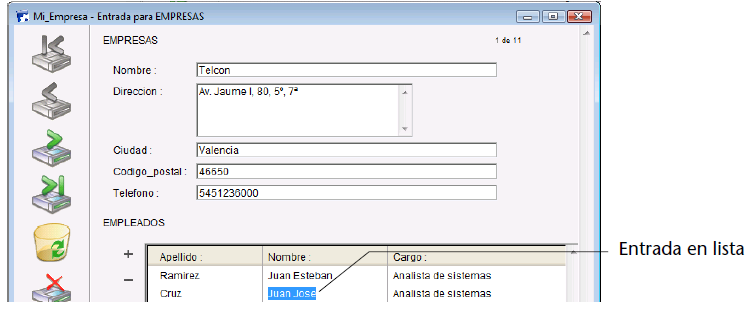 Mi_Empresa - Entrada para EMPRESAS
EMPRESAS 1 de 11
Nombre : Telcon
Direccion : Av. Jaume I, 80, 5º, 7ª
Ciudad : Valencia
Codigo_postal : 46650
Telefono : 5451236000
EMPLEADOS
Apellido : Nombre : Cargo :
Ramirez Juan Esteban Analista de sistemas
Cruz Juan Jose Analista de sistemas
Entrada en lista